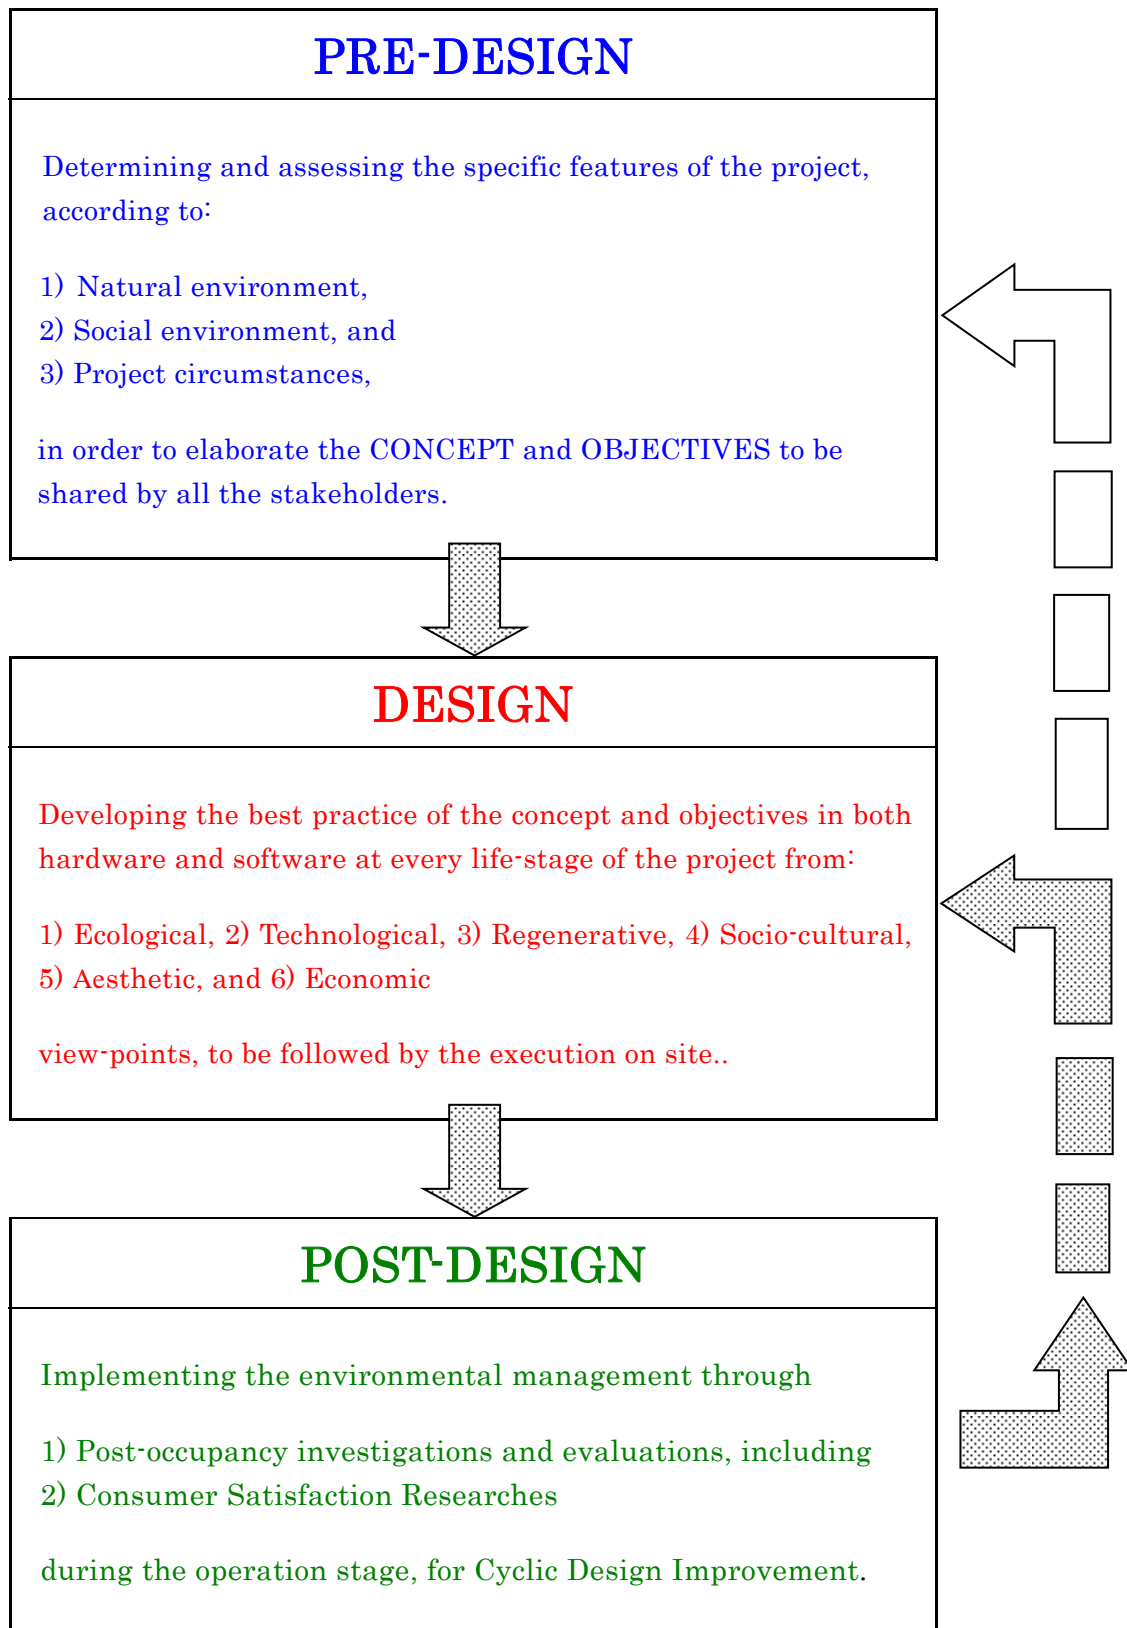 PRE-DESIGN
Determining and assessing the specific features of the project,
according to:
1) Natural environment,
2) Social environment, and
3) Project circumstances,
in order to elaborate the CONCEPT and OBJECTIVES to be
shared by all the stakeholders.
DESIGN
Developing the best practice of the concept and objectives in both
hardware and software at every life-stage of the project from:
1) Ecological, 2) Technological, 3) Regenerative, 4) Socio-cultural,
5) Aesthetic, and 6) Economic
view-points, to be followed by the execution on site..
POST-DESIGN
Implementing the environmental management through
1) Post-occupancy investigations and evaluations, including
2) Consumer Satisfaction Researches
during the operation stage, for Cyclic Design Improvement.